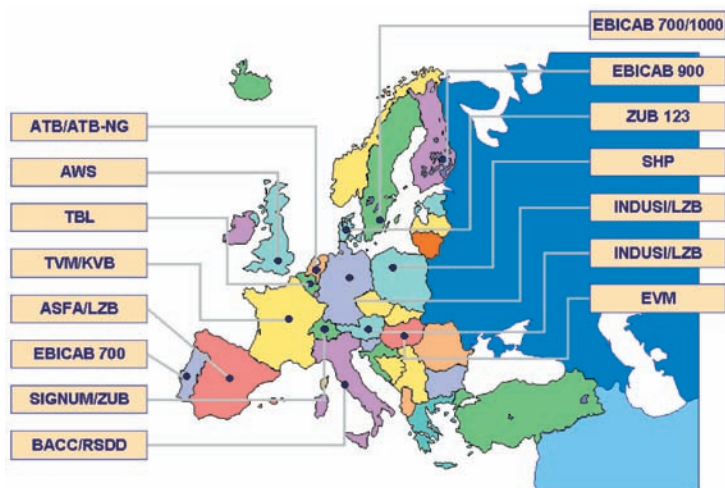 EBICAB 700/1000
EBICAB 900
ZUB 123
SHP
INDUSI/LZB
INDUSI/LZB
EVM
ATB/ATB-NG
AWS
TBL
TVM/KVB
ASFA/LZB
EBICAB 700
SIGNUM/ZUB
BACC/RSDD